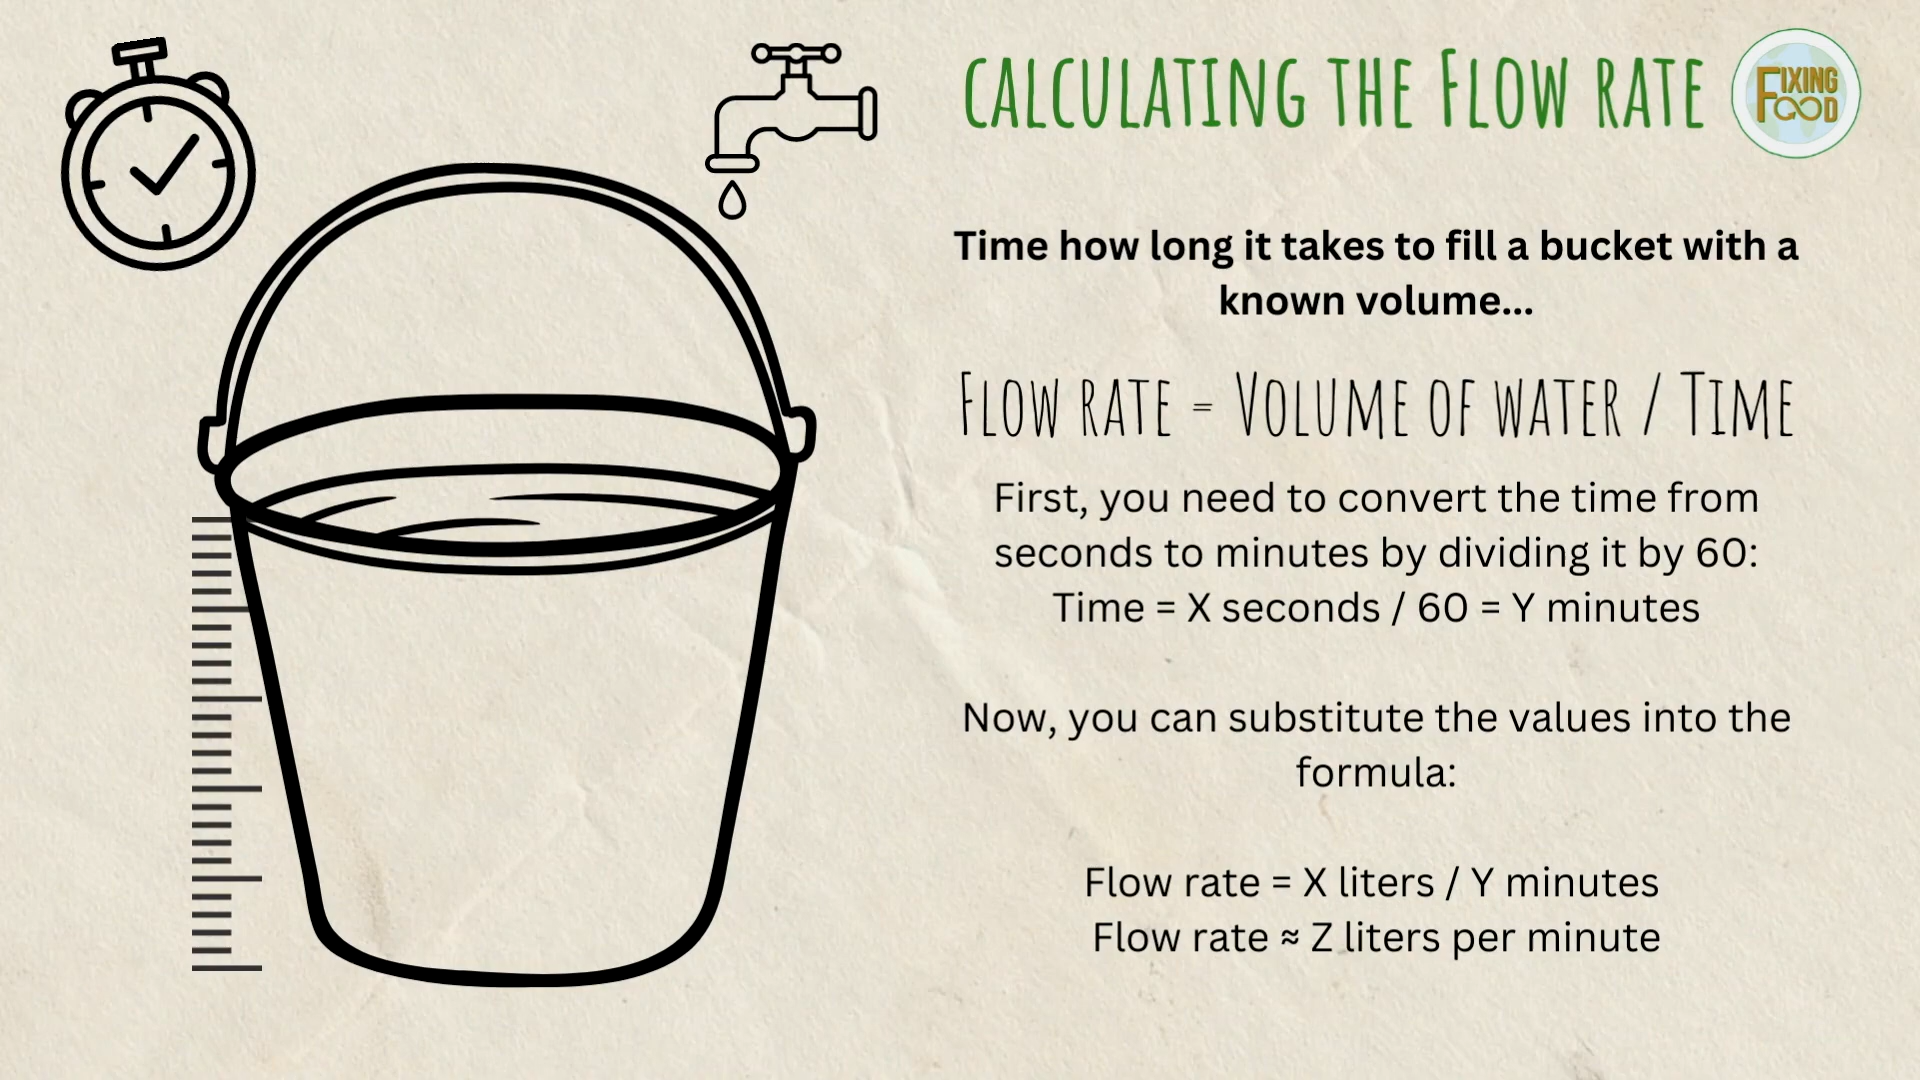 CALCULATING THE FLOW RATE
FIXING
FOOD
Time how long it takes to fill a bucket with a
known volume...
FLOW RATE = VOLUME OF WATER / TIME
First, you need to convert the time from
seconds to minutes by dividing it by 60:
Time = X seconds / 60 = Y minutes
Now, you can substitute the values into the
formula:
Flow rate = X liters / Y minutes
Flow rate ≈ Z liters per minute